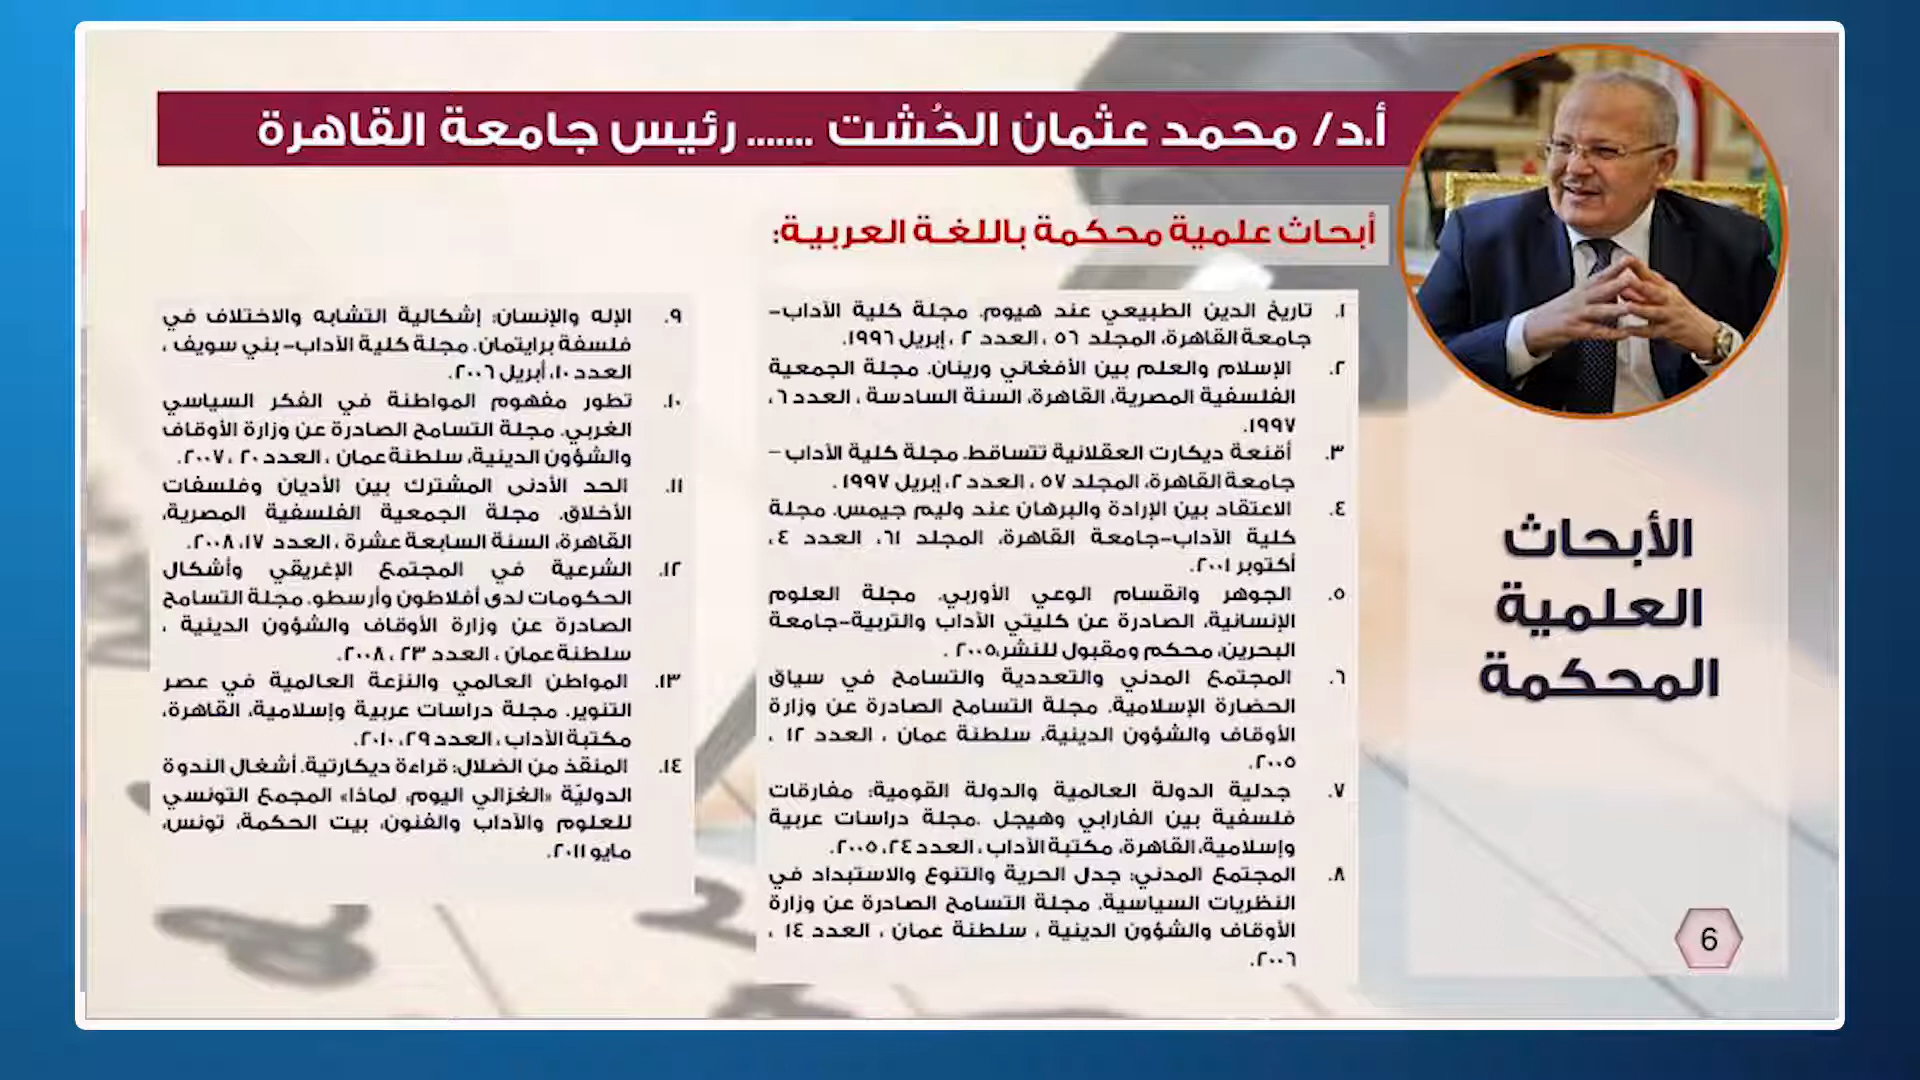 أ.د/ محمد عثمان الخُشت ....... رئيس جامعة القاهرة
أبحاث علمية محكمة باللغة العربية:
١. تاريخ الدين الطبيعي عند هيوم. مجلة كلية الآداب-
جامعة القاهرة، المجلد ٥٦ ، العدد ٢ ، إبريل ١٩٩٦.
٢. الإسلام والعلم بين الأفغاني ورينان. مجلة الجمعية
الفلسفية المصرية، القاهرة، السنة السادسة ، العدد ٦ ،
١٩٩٧.
٣. أقنعة ديكارت العقلانية تتساقط. مجلة كلية الآداب –
جامعة القاهرة، المجلد ٥٧ ، العدد ٢، إبريل ١٩٩٧ .
٤. الاعتقاد بين الإرادة والبرهان عند وليم جيمس. مجلة
كلية الآداب-جامعة القاهرة، المجلد ٦١، العدد ٤،
أكتوبر ٢٠٠١.
٥. الجوهر وانقسام الوعي الأوربي. مجلة العلوم
الإنسانية، الصادرة عن كليتي الآداب والتربية-جامعة
البحرين، محكم ومقبول للنشر،٢٠٠٥ .
٦. المجتمع المدني والتعددية والتسامح في سياق
الحضارة الإسلامية. مجلة التسامح الصادرة عن وزارة
الأوقاف والشؤون الدينية، سلطنة عمان ، العدد ١٢ ،
٢٠٠٥.
٧. جدلية الدولة العالمية والدولة القومية: مفارقات
فلسفية بين الفارابي وهيجل .مجلة دراسات عربية
وإسلامية، القاهرة، مكتبة الآداب ، العدد ٢٤، ٢٠٠٥.
٨. المجتمع المدني: جدل الحرية والتنوع والاستبداد في
النظريات السياسية. مجلة التسامح الصادرة عن وزارة
الأوقاف والشؤون الدينية ، سلطنة عمان ، العدد ١٤ ،
٢٠٠٦.
٩. الإله والإنسان: إشكالية التشابه والاختلاف في
فلسفة برايتمان. مجلة كلية الآداب- بني سويف ،
العدد ١٠، أبريل ٢٠٠٦.
١٠. تطور مفهوم المواطنة في الفكر السياسي
الغربي. مجلة التسامح الصادرة عن وزارة الأوقاف
والشؤون الدينية، سلطنة عمان ، العدد ٢٠ ، ٢٠٠٧.
١١. الحد الأدنى المشترك بين الأديان وفلسفات
الأخلاق. مجلة الجمعية الفلسفية المصرية،
القاهرة، السنة السابعة عشرة ، العدد ١٧، ٢٠٠٨.
١٢. الشرعية في المجتمع الإغريقي وأشكال
الحكومات لدى أفلاطون وأرسطو. مجلة التسامح
الصادرة عن وزارة الأوقاف والشؤون الدينية ،
سلطنة عمان ، العدد ٢٣ ، ٢٠٠٨.
١٣. المواطن العالمي والنزعة العالمية في عصر
التنوير. مجلة دراسات عربية وإسلامية، القاهرة،
مكتبة الآداب ، العدد ٢٩، ٢٠١٠.
١٤. المنقذ من الضلال: قراءة ديكارتية. أشغال الندوة
الدوليّة «الغزالي اليوم، لماذا» المجمع التونسي
للعلوم والآداب والفنون، بيت الحكمة، تونس،
مايو ٢٠١١.
الأبحاث
العلمية
المحكمة
6